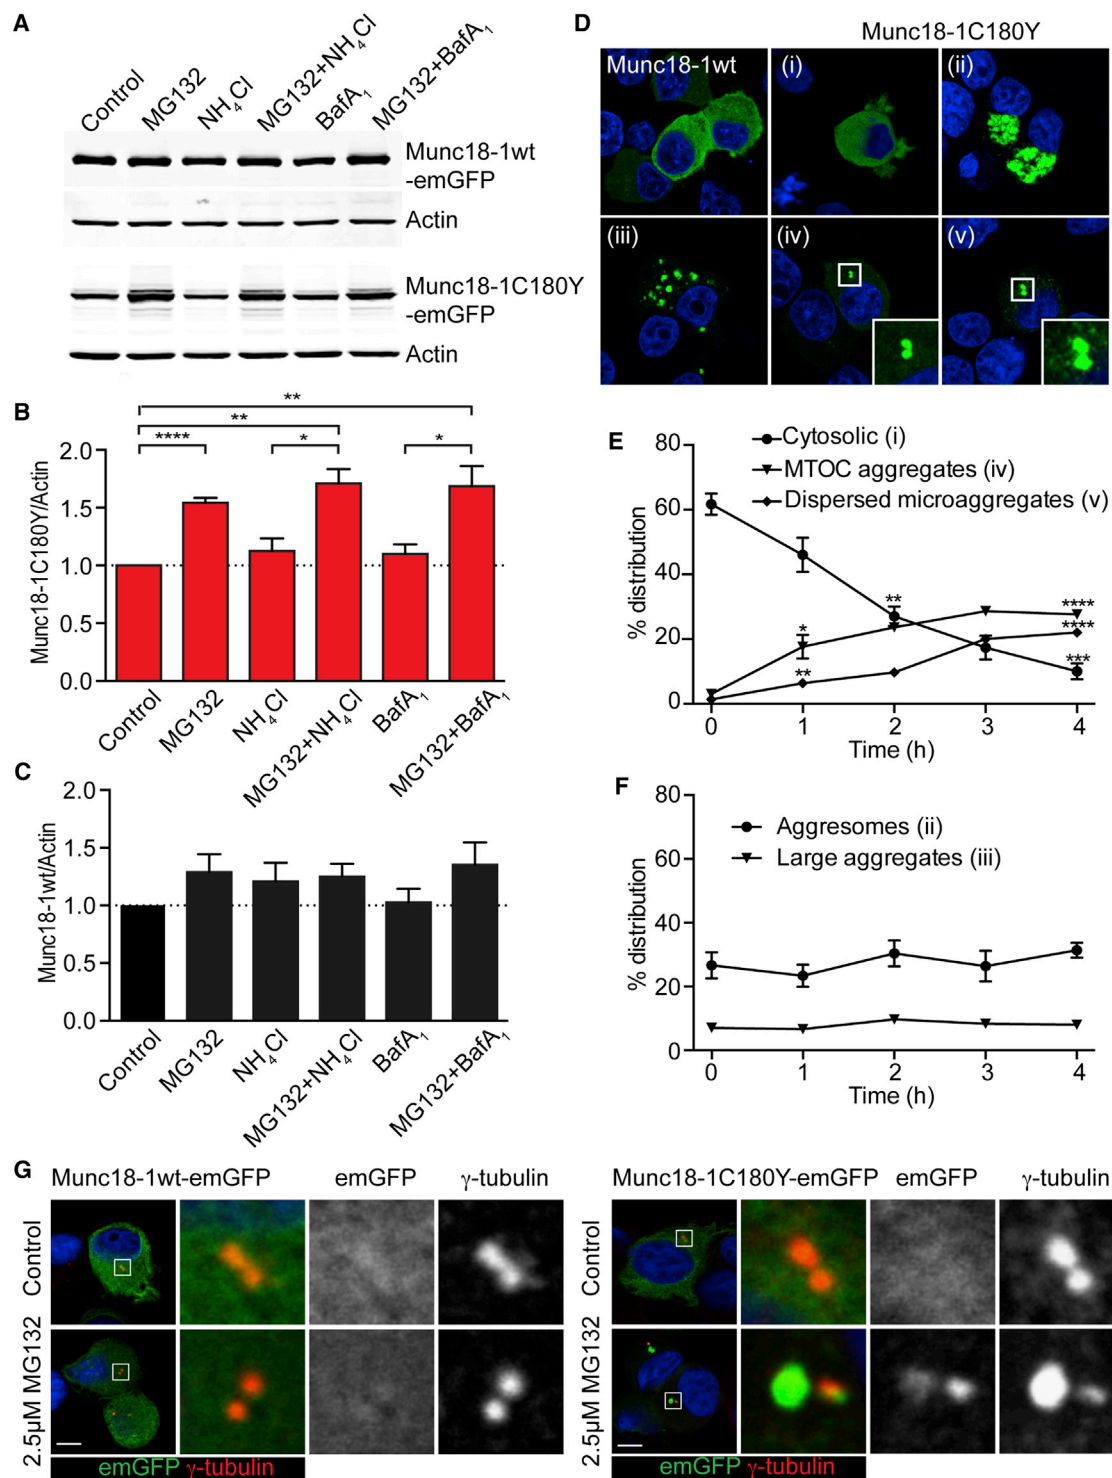 A
Control
MG132
NH₄Cl
MG132+NH₄Cl
BafA₁
MG132+BafA₁
Munc18-1wt
-emGFP
Actin
Munc18-1C180Y
-emGFP
Actin
B
**
**
****
*
*
2.0
1.5
1.0
0.5
0.0
Munc18-1C180Y/Actin
Control
MG132
NH₄Cl
MG132+NH₄Cl
BafA₁
MG132+BafA₁
C
2.0
1.5
1.0
0.5
0.0
Munc18-1wt/Actin
Control
MG132
NH₄Cl
MG132+NH₄Cl
BafA₁
MG132+BafA₁
D
Munc18-1C180Y
Munc18-1wt
(i)
(ii)
(iii)
(iv)
(v)
E
80
60
40
20
0
% distribution
Cytosolic (i)
MTOC aggregates (iv)
Dispersed microaggregates (v)
*
**
**
****
****
***
0 1 2 3 4
Time (h)
F
80
60
40
20
0
% distribution
Aggresomes (ii)
Large aggregates (iii)
0 1 2 3 4
Time (h)
G
Munc18-1wt-emGFP emGFP γ-tubulin
Control
2.5µM MG132
emGFP γ-tubulin
Munc18-1C180Y-emGFP emGFP γ-tubulin
Control
2.5µM MG132
emGFP γ-tubulin